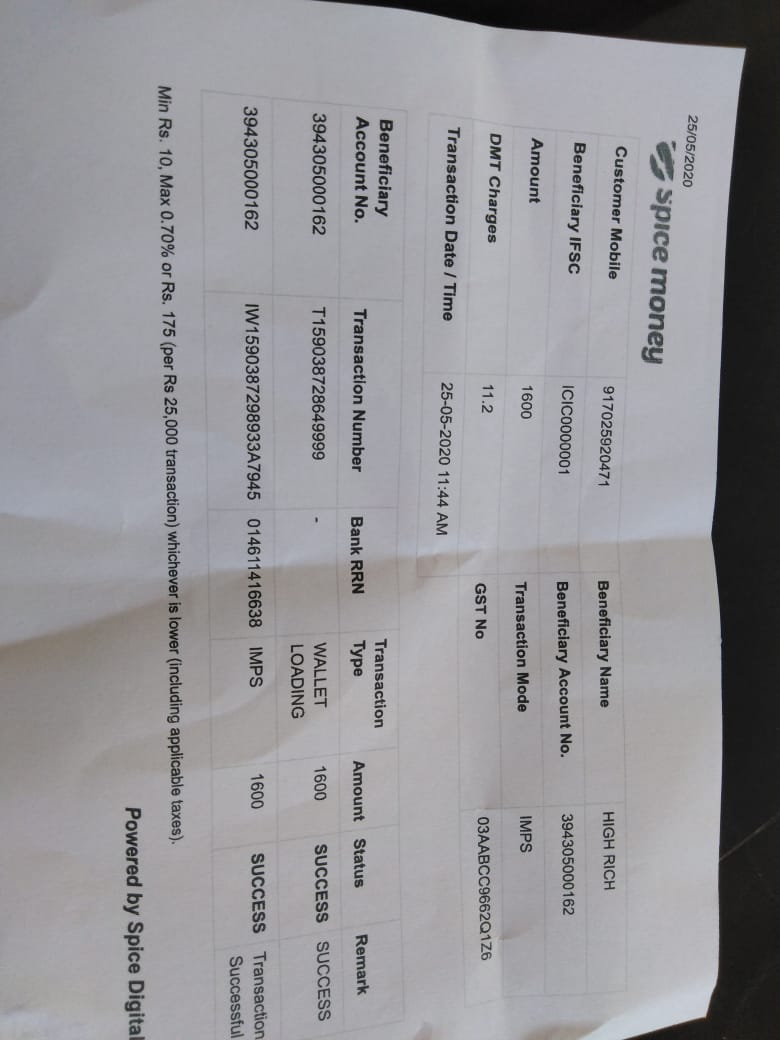 25/05/2020
spice money
Customer Mobile 917025920471 Beneficiary Name HIGH RICH
Beneficiary IFSC ICIC0000001 Beneficiary Account No. 394305000162
Amount 1600 Transaction Mode IMPS
DMT Charges 11.2 GST No 03AABCC9662Q1Z6
Transaction Date / Time 25-05-2020 11:44 AM
Beneficiary Account No. Transaction Number Bank RRN Transaction Type Amount Status Remark
394305000162 T159038728649999 - WALLET LOADING 1600 SUCCESS SUCCESS
394305000162 IW1590387298933A7945 014611416638 IMPS 1600 SUCCESS Transaction Successful
Min Rs. 10, Max 0.70% or Rs. 175 (per Rs 25,000 transaction) whichever is lower (including applicable taxes).
Powered by Spice Digital